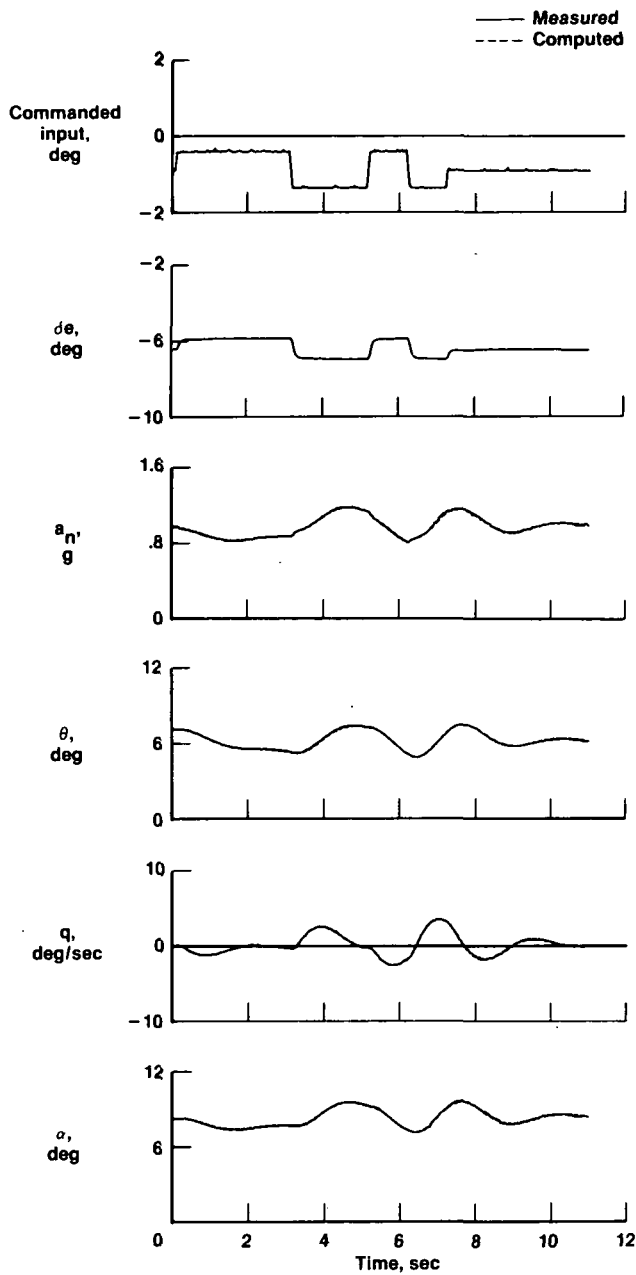 Measured
Computed
2
Commanded
input,
deg
0
−2
−2
δe,
deg
−6
−10
1.6
an,
g
.8
0
12
θ,
deg
6
0
10
q,
deg/sec
0
−10
12
α,
deg
6
0 2 4 6 8 10 12
Time, sec